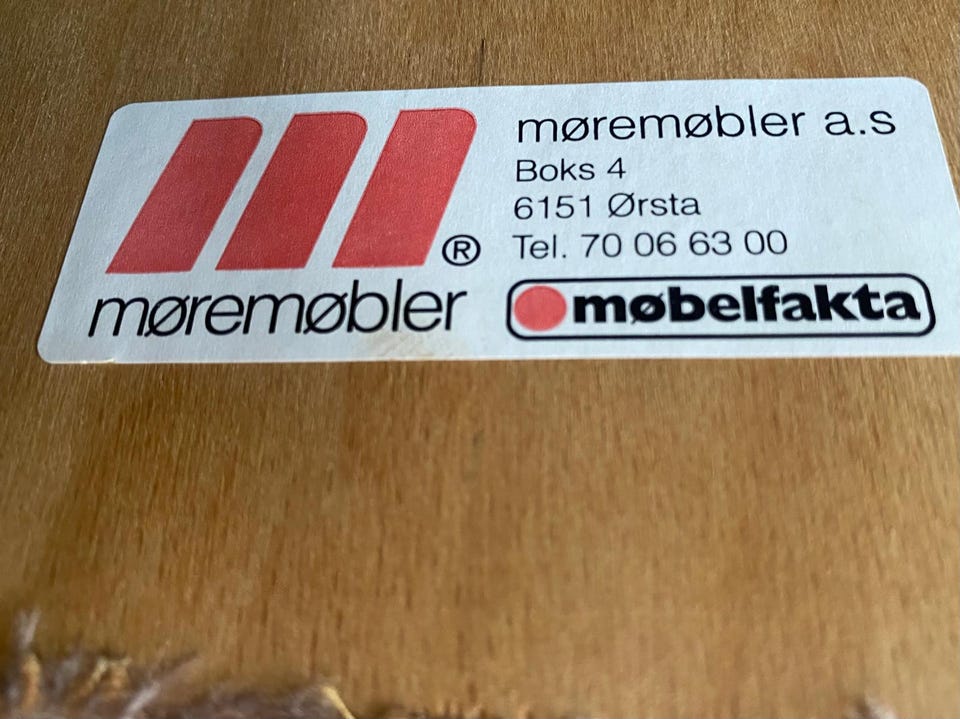 møremøbler a.s
Boks 4
6151 Ørsta
Tel. 70 06 63 00
®
møremøbler
møbelfakta